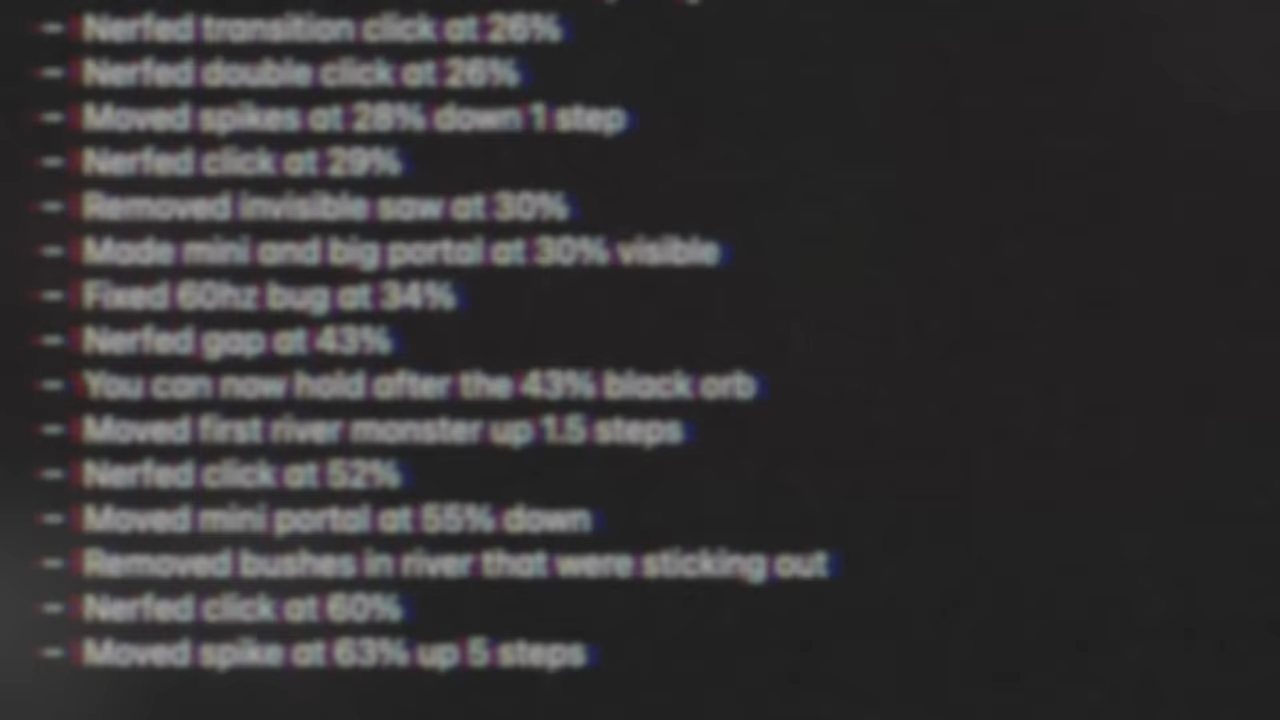 - Nerfed transition click at 26%
- Nerfed double click at 26%
- Moved spikes at 28% down 1 step
- Nerfed click at 29%
- Removed invisible saw at 30%
- Made mini and big portal at 30% visible
- Fixed 60hz bug at 34%
- Nerfed gap at 43%
- You can now hold after the 43% black orb
- Moved first river monster up 1.5 steps
- Nerfed click at 52%
- Moved mini portal at 55% down
- Removed bushes in river that were sticking out
- Nerfed click at 60%
- Moved spike at 63% up 5 steps